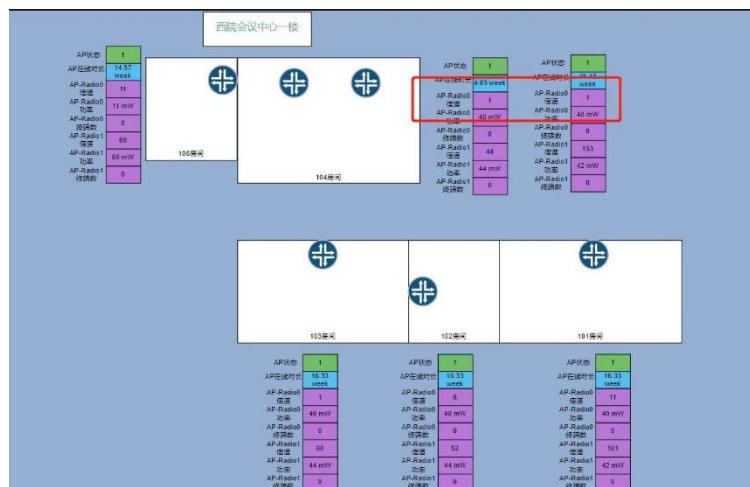 西院会议中心一楼
AP状态 1
AP在线时长 14.57 week
AP-Radio0 信道 11
AP-Radio0 功率 11 mW
AP-Radio0 终端数 0
AP-Radio1 信道 60
AP-Radio1 功率 60 mW
AP-Radio1 终端数 0
106房间
104房间
AP状态 1
AP在线时长 4.03 week
AP-Radio0 信道 1
AP-Radio0 功率 40 mW
AP-Radio0 终端数 0
AP-Radio1 信道 44
AP-Radio1 功率 44 mW
AP-Radio1 终端数 0
AP状态 1
AP在线时长 week
AP-Radio0 信道 1
AP-Radio0 功率 40 mW
AP-Radio0 终端数 0
AP-Radio1 信道 153
AP-Radio1 功率 42 mW
AP-Radio1 终端数 0
103房间
102房间
101房间
AP状态 1
AP在线时长 16.33 week
AP-Radio0 信道 1
AP-Radio0 功率 40 mW
AP-Radio0 终端数 0
AP-Radio1 信道 60
AP-Radio1 功率 44 mW
AP-Radio1 终端数 0
AP状态 1
AP在线时长 16.33 week
AP-Radio0 信道 6
AP-Radio0 功率 40 mW
AP-Radio0 终端数 0
AP-Radio1 信道 52
AP-Radio1 功率 44 mW
AP-Radio1 终端数 0
AP状态 1
AP在线时长 16.33 week
AP-Radio0 信道 11
AP-Radio0 功率 40 mW
AP-Radio0 终端数 0
AP-Radio1 信道 161
AP-Radio1 功率 42 mW
AP-Radio1 终端数 0